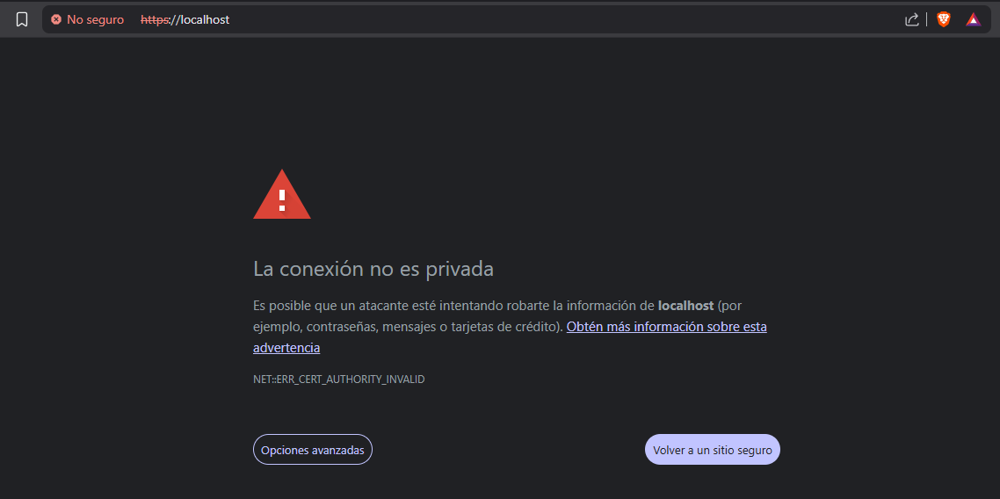 No seguro https://localhost
La conexión no es privada
Es posible que un atacante esté intentando robarte la información de localhost (por
ejemplo, contraseñas, mensajes o tarjetas de crédito). Obtén más información sobre esta
advertencia
NET::ERR_CERT_AUTHORITY_INVALID
Opciones avanzadas
Volver a un sitio seguro